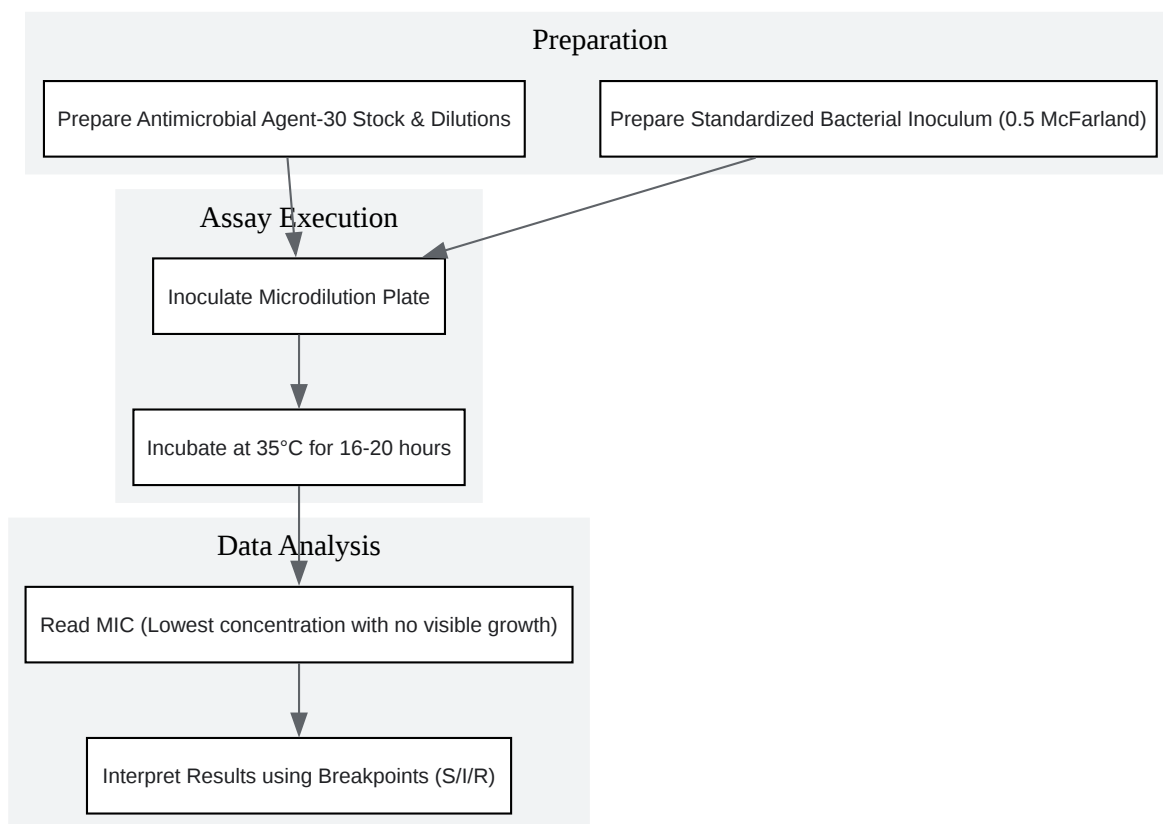 Preparation
Prepare Antimicrobial Agent-30 Stock & Dilutions
Prepare Standardized Bacterial Inoculum (0.5 McFarland)
Assay Execution
Inoculate Microdilution Plate
Incubate at 35°C for 16-20 hours
Data Analysis
Read MIC (Lowest concentration with no visible growth)
Interpret Results using Breakpoints (S/I/R)